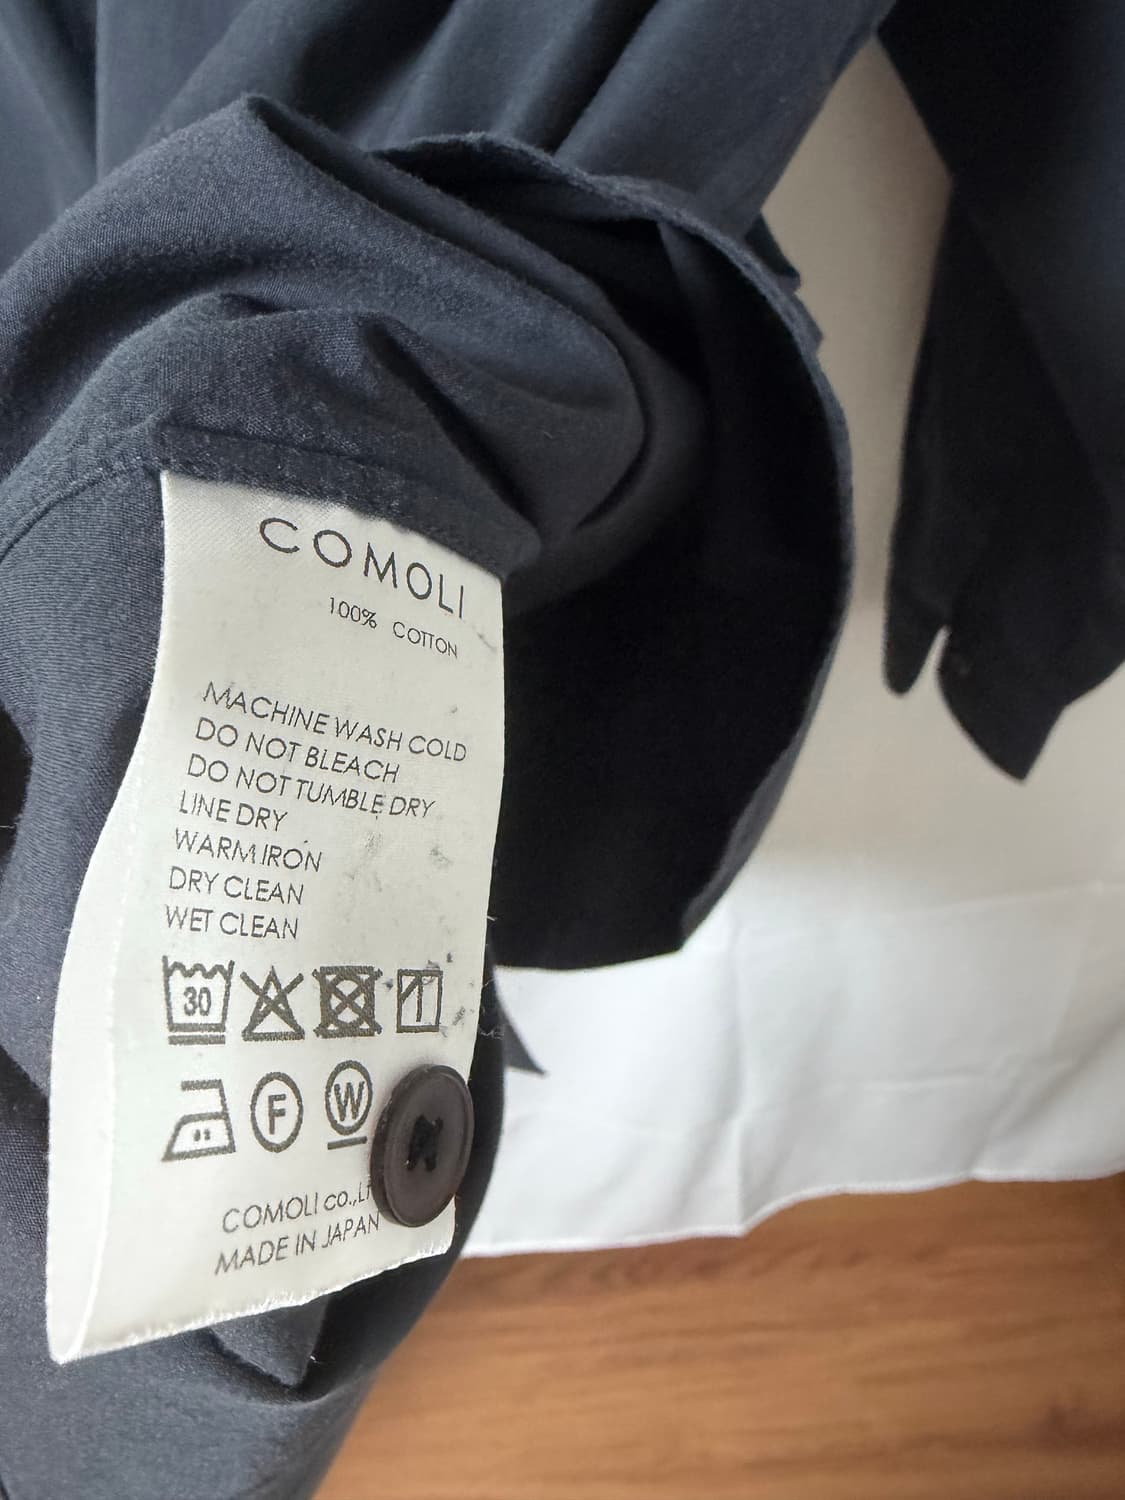 COMOLI
100% COTTON
MACHINE WASH COLD
DO NOT BLEACH
DO NOT TUMBLE DRY
LINE DRY
WARM IRON
DRY CLEAN
WET CLEAN
30
F W
COMOLI co.,
MADE IN JAPAN